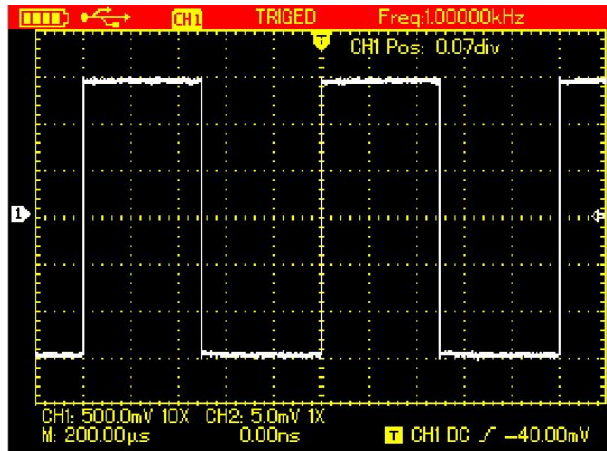 CH1 TRIGED Freq:1.00000kHz
T
CH1 Pos: 0.07div
1
CH1: 500.0mV 10X CH2: 5.0mV 1X
M: 200.00μs 0.00ns T CH1 DC -40.00mV